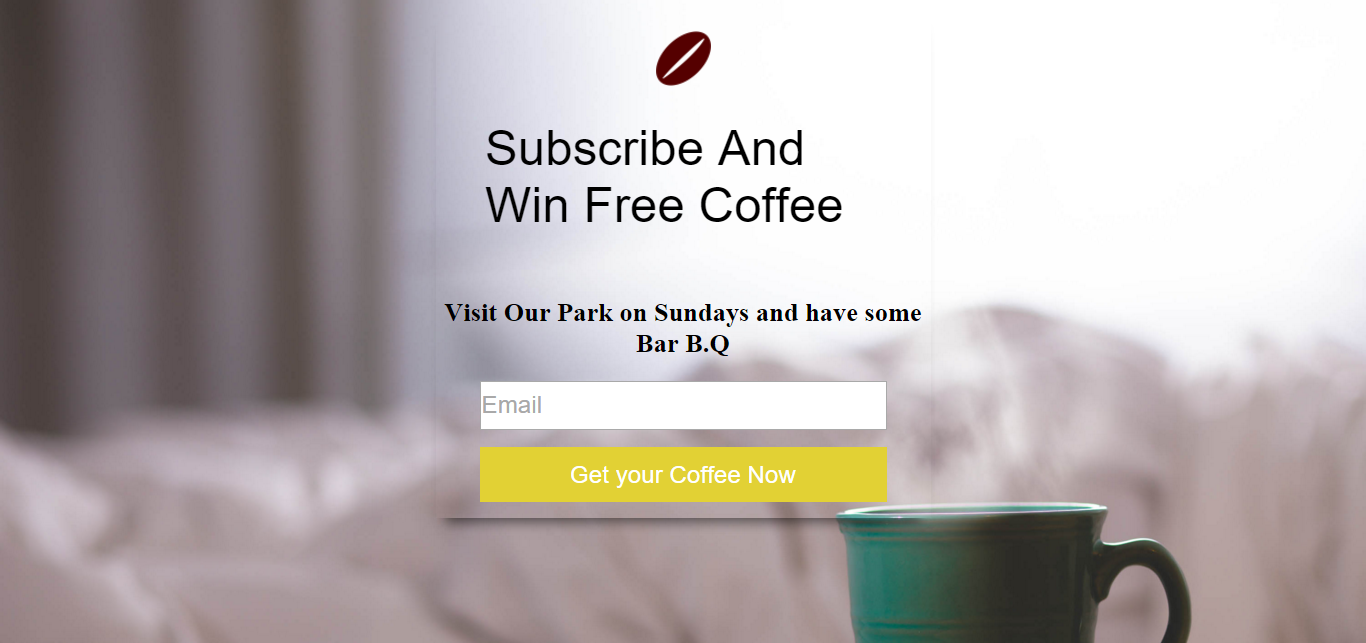 Subscribe And
Win Free Coffee
Visit Our Park on Sundays and have some
Bar B.Q
Email
Get your Coffee Now